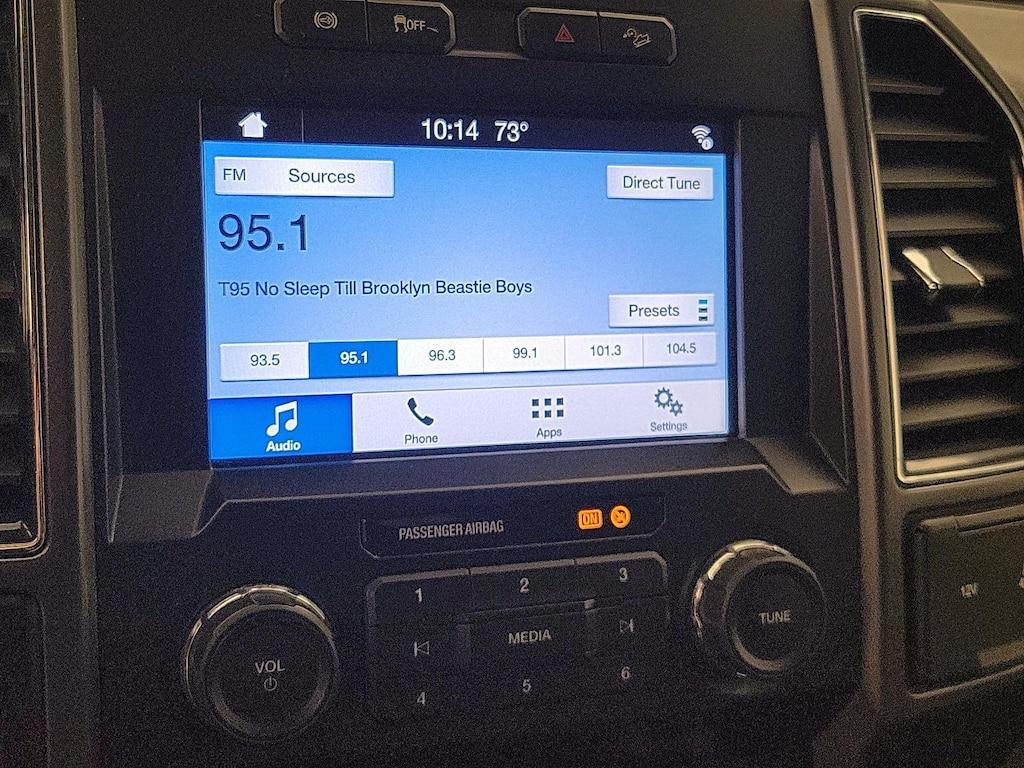 OFF
10:14 73°
FM Sources
Direct Tune
95.1
T95 No Sleep Till Brooklyn Beastie Boys
Presets
93.5 95.1 96.3 99.1 101.3 104.5
Audio Phone Apps Settings
PASSENGER AIRBAG ON
1 2 3
MEDIA
4 5 6
VOL
TUNE
12V